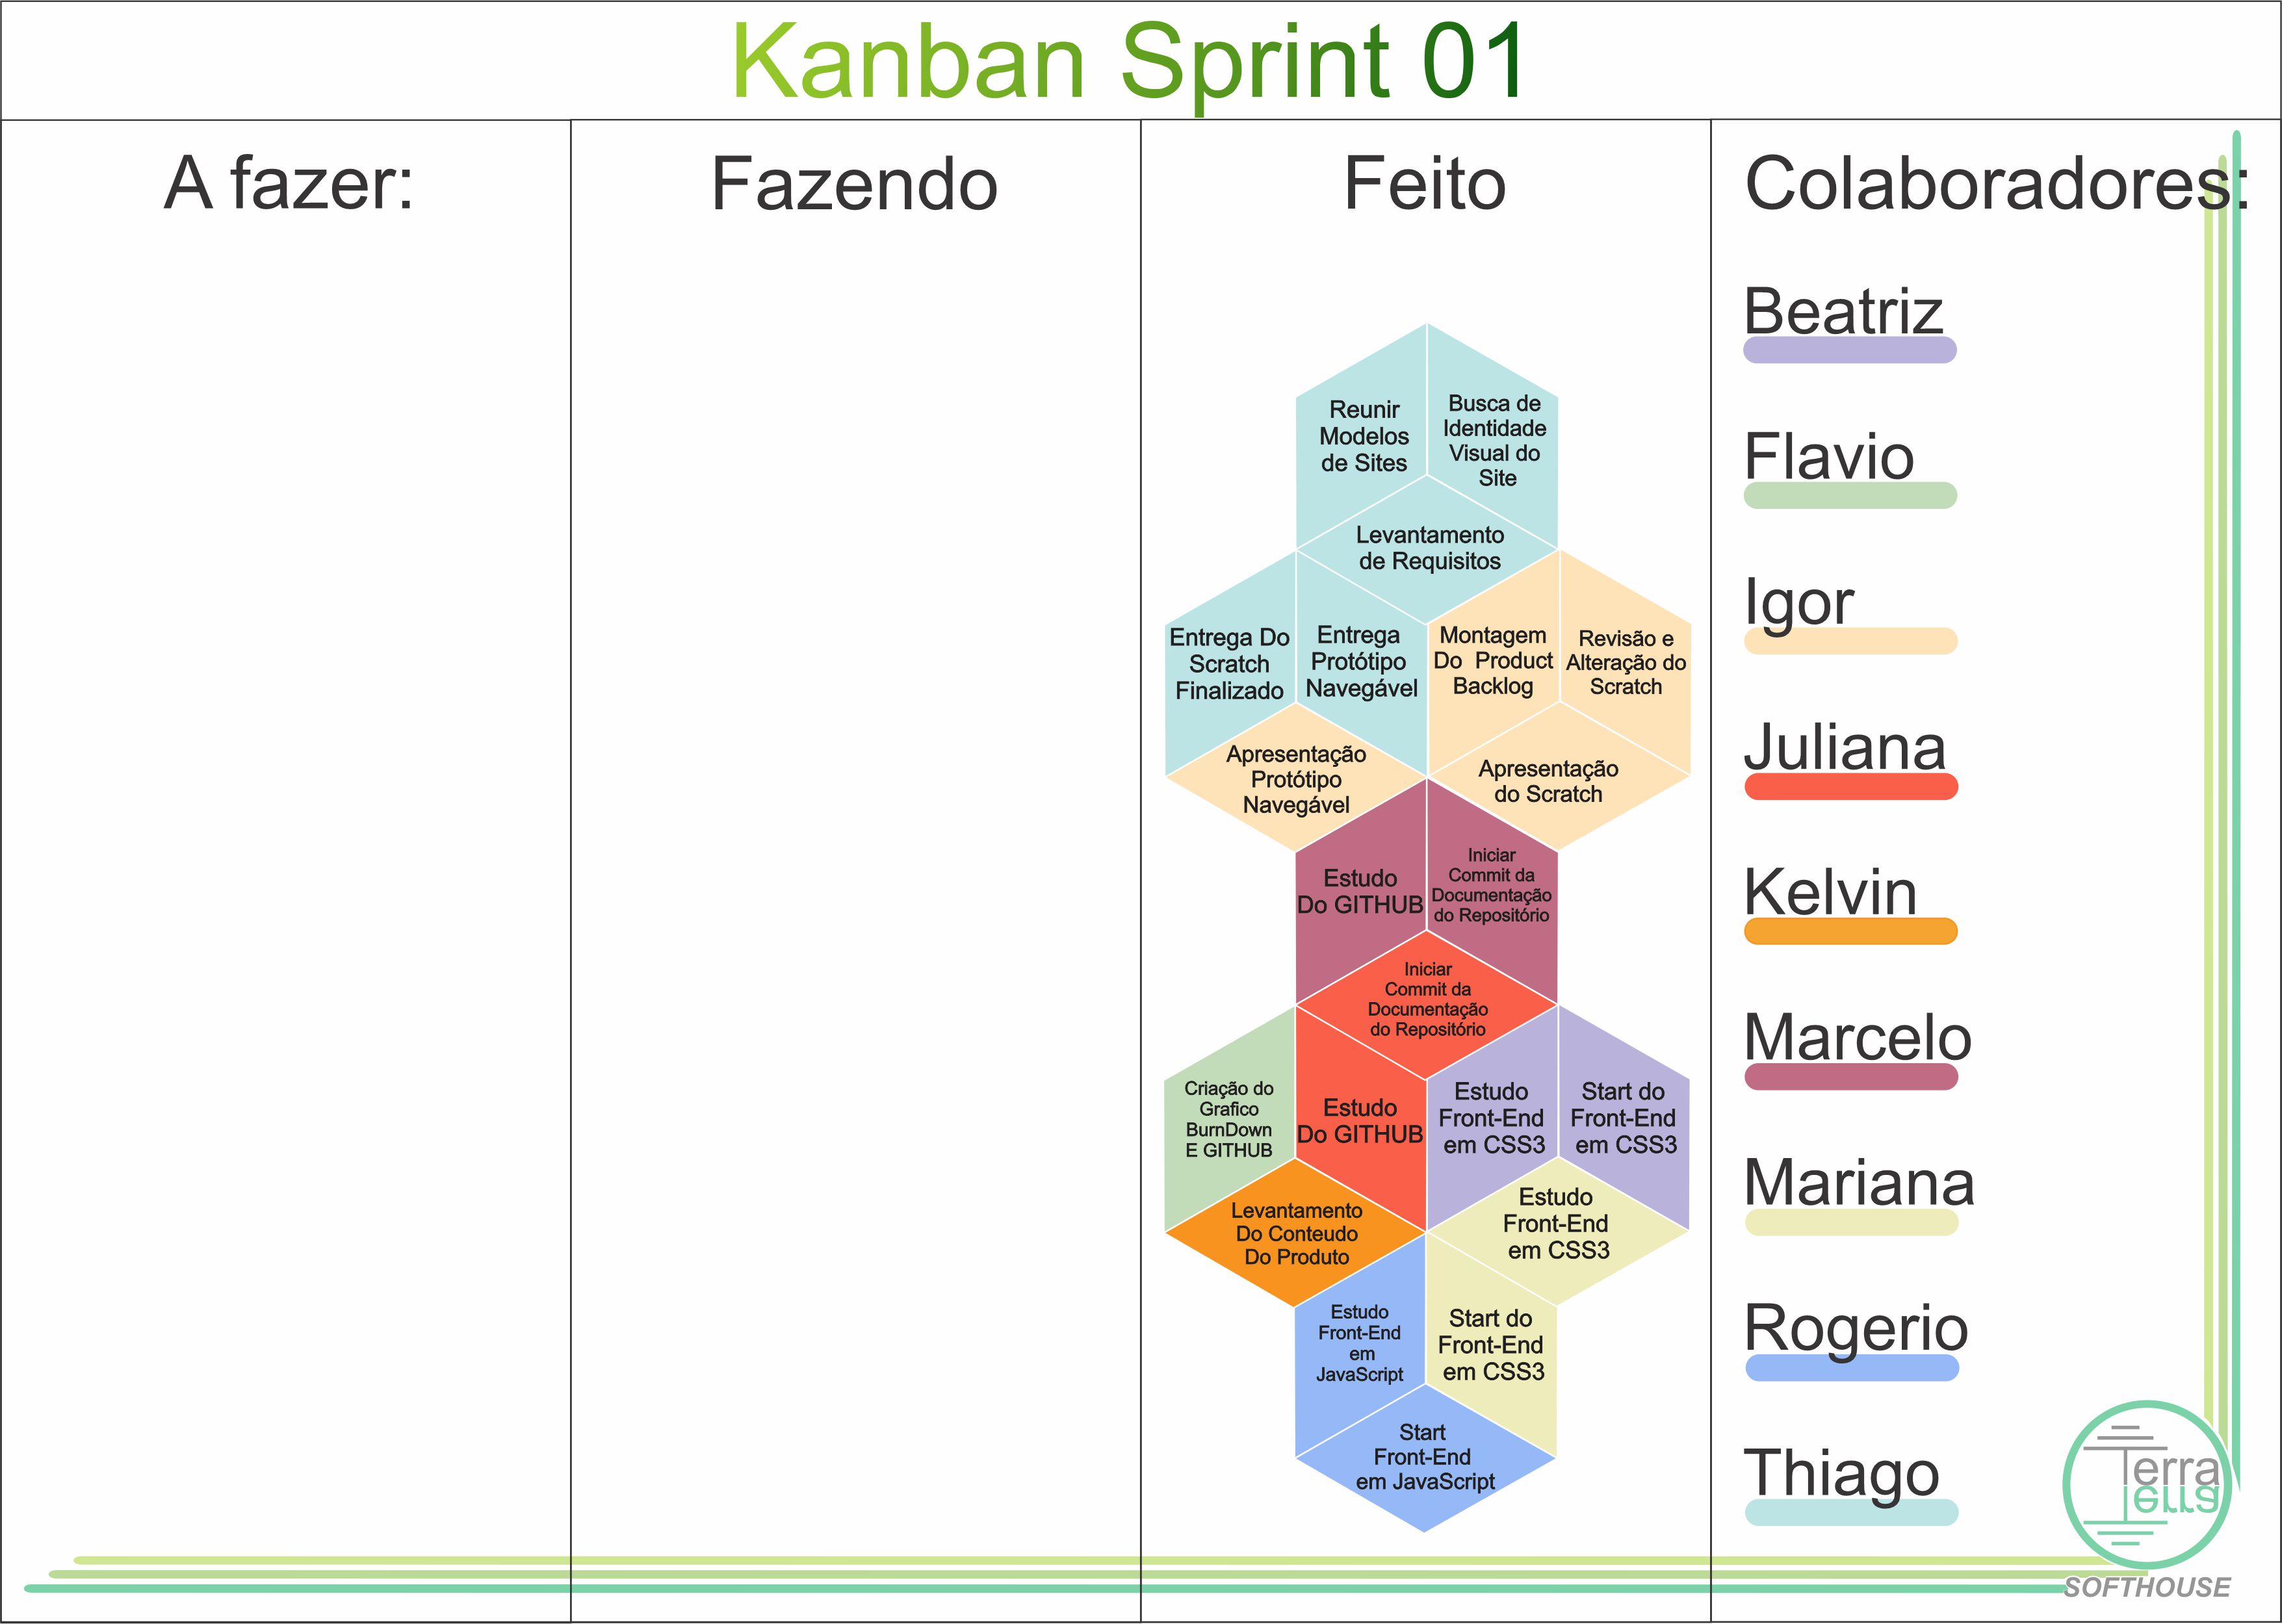 Kanban Sprint 01
A fazer:
Fazendo
Feito
Reunir
Modelos
de Sites
Busca de
Identidade
Visual do
Site
Levantamento
de Requisitos
Entrega Do
Scratch
Finalizado
Entrega
Protótipo
Navegável
Montagem
Do Product
Backlog
Revisão e
Alteração do
Scratch
Apresentação
Protótipo
Navegável
Apresentação
do Scratch
Estudo
Do GITHUB
Iniciar
Commit da
Documentação
do Repositório
Iniciar
Commit da
Documentação
do Repositório
Criação do
Grafico
BurnDown
E GITHUB
Estudo
Do GITHUB
Estudo
Front-End
em CSS3
Start do
Front-End
em CSS3
Levantamento
Do Conteudo
Do Produto
Estudo
Front-End
em CSS3
Estudo
Front-End
em
JavaScript
Start do
Front-End
em CSS3
Start
Front-End
em JavaScript
Colaboradores:
Beatriz
Flavio
Igor
Juliana
Kelvin
Marcelo
Mariana
Rogerio
Thiago
Terra
Terra
SOFTHOUSE